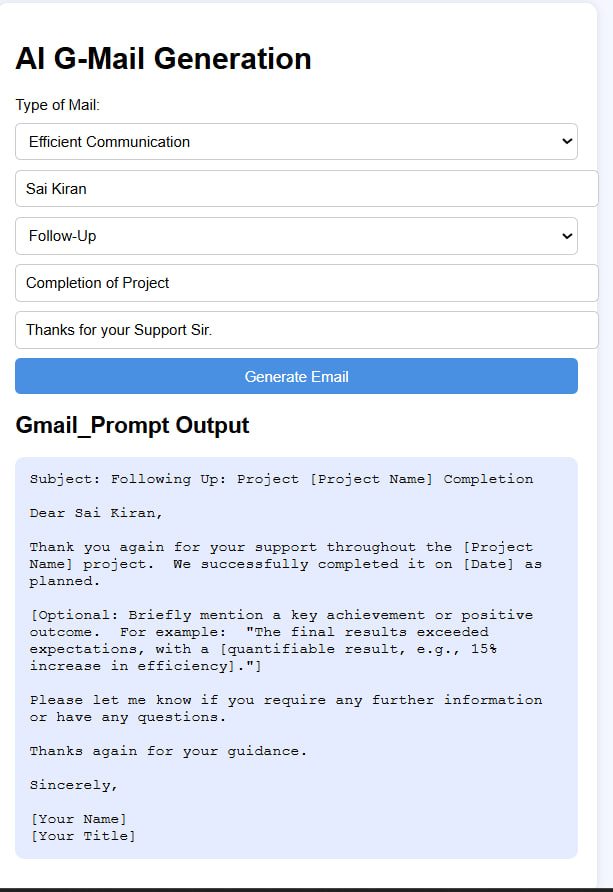 AI G-Mail Generation
Type of Mail:
Efficient Communication
Sai Kiran
Follow-Up
Completion of Project
Thanks for your Support Sir.
Generate Email
Gmail_Prompt Output
Subject: Following Up: Project [Project Name] Completion
Dear Sai Kiran,
Thank you again for your support throughout the [Project
Name] project.  We successfully completed it on [Date] as
planned.
[Optional: Briefly mention a key achievement or positive
outcome.  For example:  "The final results exceeded
expectations, with a [quantifiable result, e.g., 15%
increase in efficiency]."]
Please let me know if you require any further information
or have any questions.
Thanks again for your guidance.
Sincerely,
[Your Name]
[Your Title]